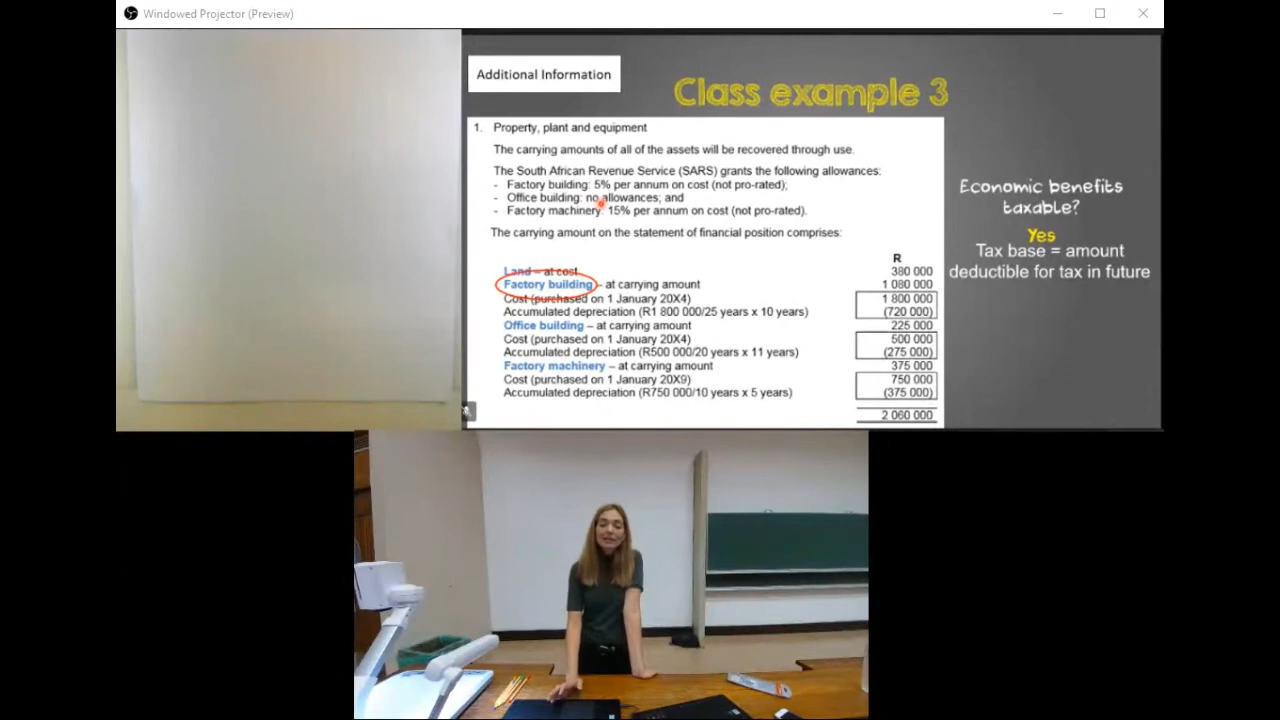 Windowed Projector (Preview)
Additional Information
Class example 3
1. Property, plant and equipment
The carrying amounts of all of the assets will be recovered through use.
The South African Revenue Service (SARS) grants the following allowances:
- Factory building: 5% per annum on cost (not pro-rated);
- Office building: no allowances; and
- Factory machinery: 15% per annum on cost (not pro-rated).
The carrying amount on the statement of financial position comprises:
R
Land – at cost 380 000
Factory building – at carrying amount 1 080 000
Cost (purchased on 1 January 20X4) 1 800 000
Accumulated depreciation (R1 800 000/25 years x 10 years) (720 000)
Office building – at carrying amount 225 000
Cost (purchased on 1 January 20X4) 500 000
Accumulated depreciation (R500 000/20 years x 11 years) (275 000)
Factory machinery – at carrying amount 375 000
Cost (purchased on 1 January 20X9) 750 000
Accumulated depreciation (R750 000/10 years x 5 years) (375 000)
2 060 000
Economic benefits
taxable?
Yes
Tax base = amount
deductible for tax in future